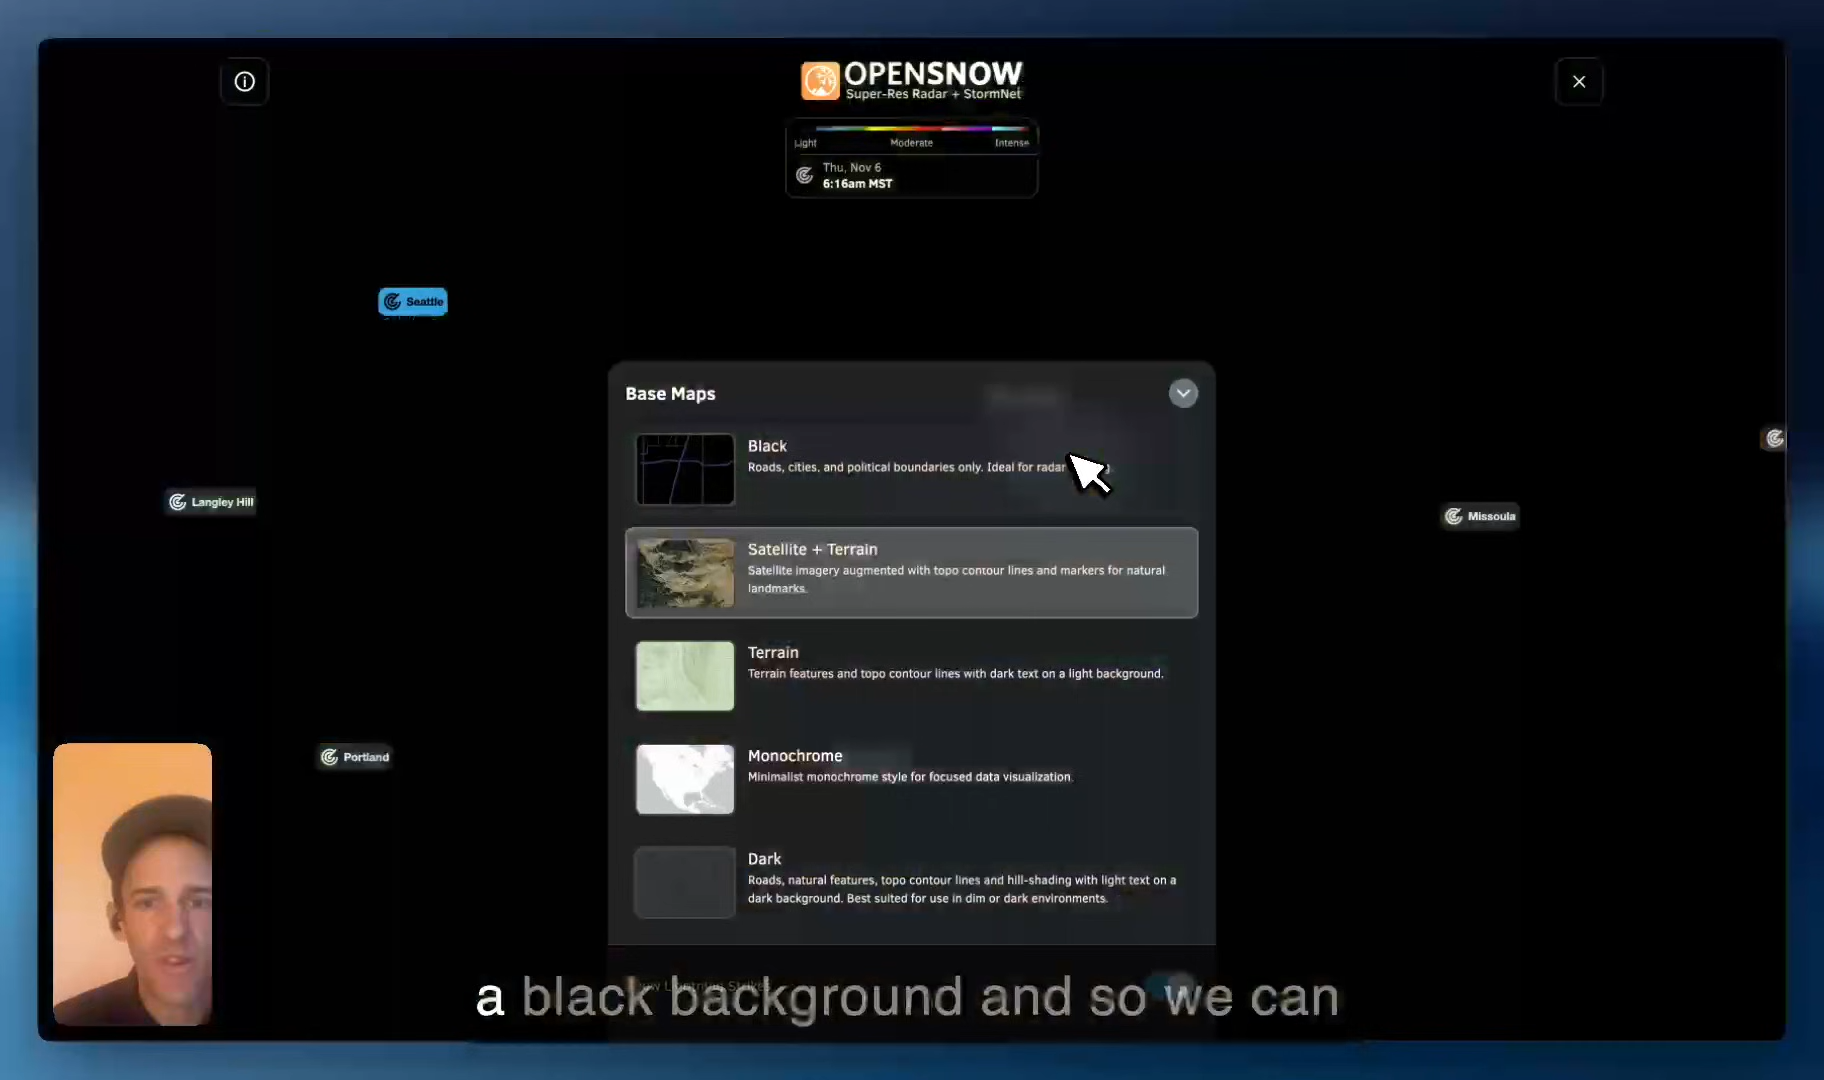 OPENSNOW
Super-Res Radar + StormNet
Light Moderate Intense
Thu, Nov 6
6:16am MST
Seattle
Base Maps
Black
Roads, cities, and political boundaries only. Ideal for radar
Langley Hill
Missoula
Satellite + Terrain
Satellite imagery augmented with topo contour lines and markers for natural
landmarks.
Terrain
Terrain features and topo contour lines with dark text on a light background.
Portland
Monochrome
Minimalist monochrome style for focused data visualization.
Dark
Roads, natural features, topo contour lines and hill-shading with light text on a
dark background. Best suited for use in dim or dark environments.
a black background and so we can